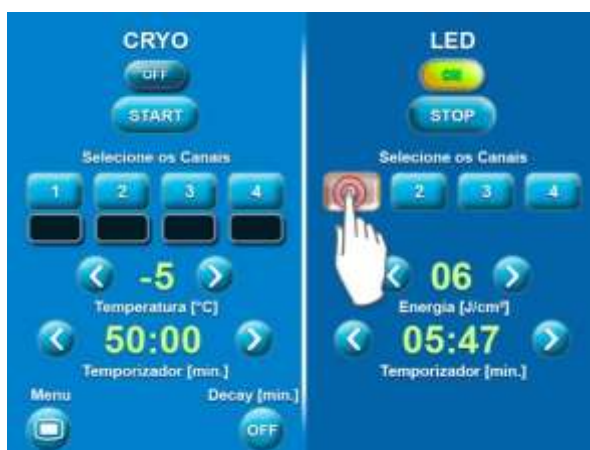 CRYO
OFF
START
Selecione os Canais
1 2 3 4
-5
Temperatura [°C]
50:00
Temporizador [min.]
Menu
Decay [min.]
OFF
LED
ON
STOP
Selecione os Canais
2 3 4
06
Energia [J/cm²]
05:47
Temporizador [min.]